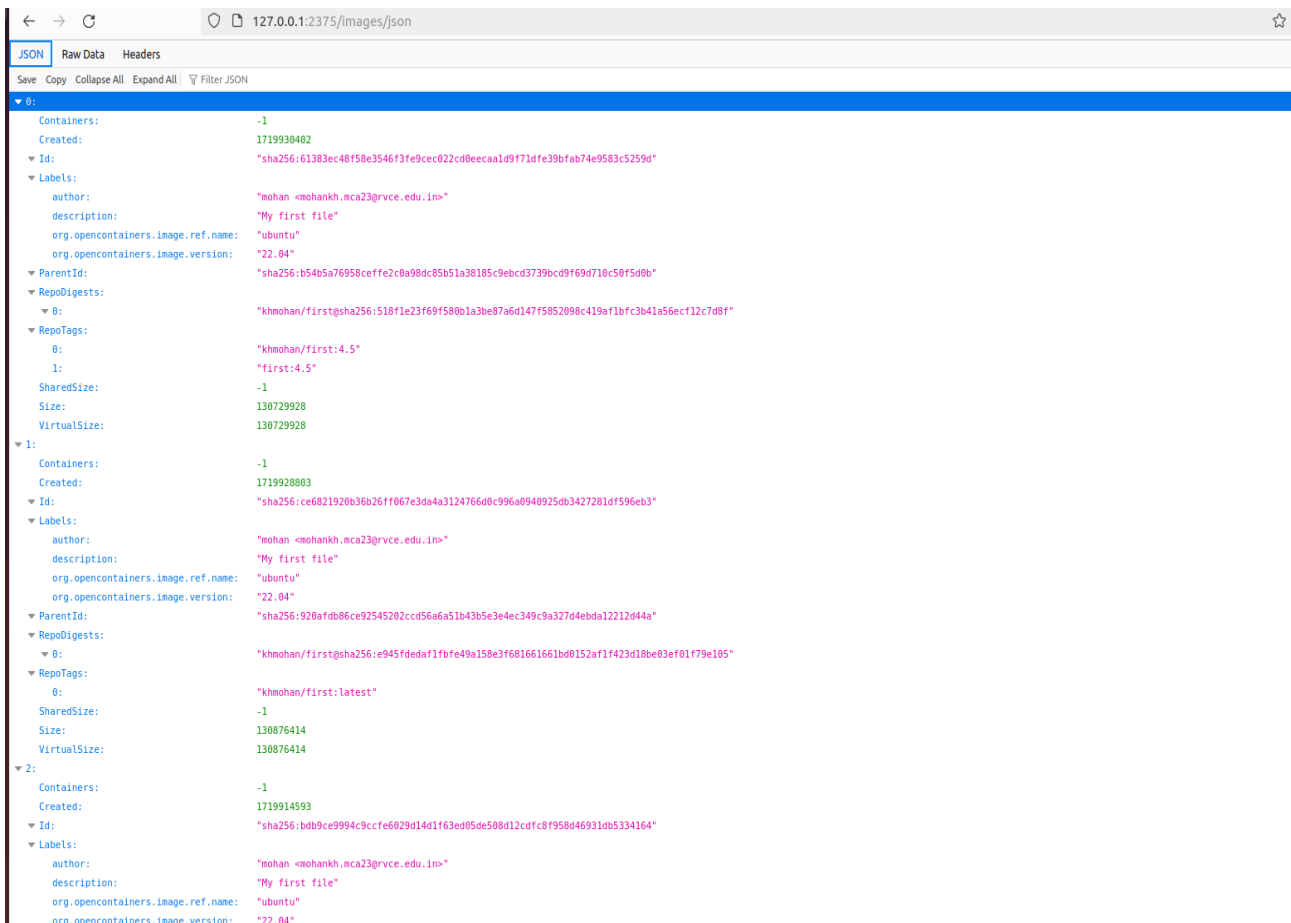 127.0.0.1:2375/images/json
JSON Raw Data Headers
Save Copy Collapse All Expand All Filter JSON
0:
Containers: -1
Created: 1719930402
Id: "sha256:61383ec48f58e3546f3fe9cec022cd0eecaa1d9f71dfe39bfab74e9583c5259d"
Labels:
author: "mohan <mohankh.mca23@rvce.edu.in>"
description: "My first file"
org.opencontainers.image.ref.name: "ubuntu"
org.opencontainers.image.version: "22.04"
ParentId: "sha256:b54b5a76958ceffe2c0a98dc85b51a38185c9ebcd3739bcd9f69d710c50f5d0b"
RepoDigests:
0: "khmohan/first@sha256:518f1e23f69f580b1a3be87a6d147f5852098c419af1bfc3b41a56ecf12c7d8f"
RepoTags:
0: "khmohan/first:4.5"
1: "first:4.5"
SharedSize: -1
Size: 130729928
VirtualSize: 130729928
1:
Containers: -1
Created: 1719928803
Id: "sha256:ce6821920b36b26ff067e3da4a3124766d0c996a0940925db3427281df596eb3"
Labels:
author: "mohan <mohankh.mca23@rvce.edu.in>"
description: "My first file"
org.opencontainers.image.ref.name: "ubuntu"
org.opencontainers.image.version: "22.04"
ParentId: "sha256:920afdb86ce92545202ccd56a6a51b43b5e3e4ec349c9a327d4ebda12212d44a"
RepoDigests:
0: "khmohan/first@sha256:e945fdedaf1fbfe49a158e3f681661661bd0152af1f423d18be03ef01f79e105"
RepoTags:
0: "khmohan/first:latest"
SharedSize: -1
Size: 130876414
VirtualSize: 130876414
2:
Containers: -1
Created: 1719914593
Id: "sha256:bdb9ce9994c9ccfe6029d14d1f63ed05de508d12cdfc8f958d46931db5334164"
Labels:
author: "mohan <mohankh.mca23@rvce.edu.in>"
description: "My first file"
org.opencontainers.image.ref.name: "ubuntu"
org.opencontainers.image.version: "22.04"